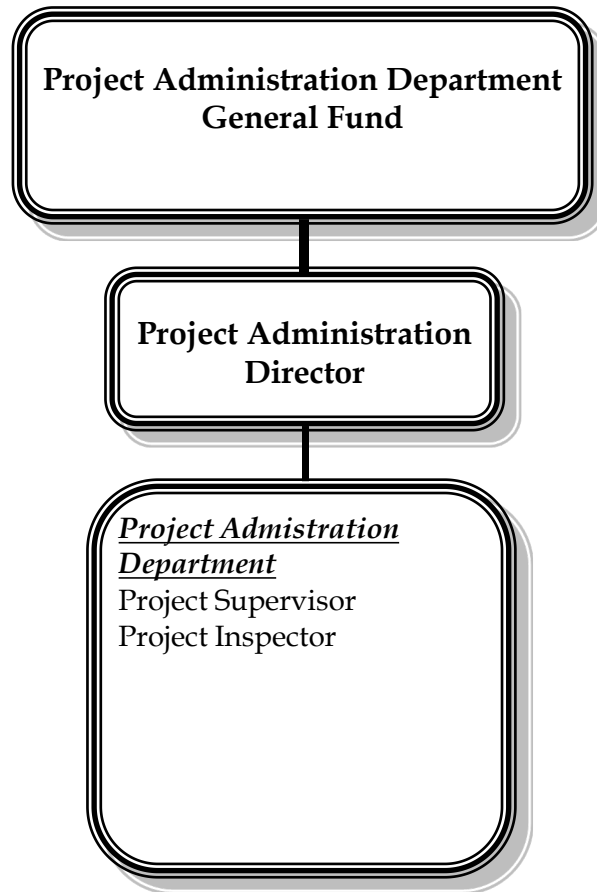 Project Administration Department
General Fund
Project Administration
Director
Project Admistration
Department
Project Supervisor
Project Inspector